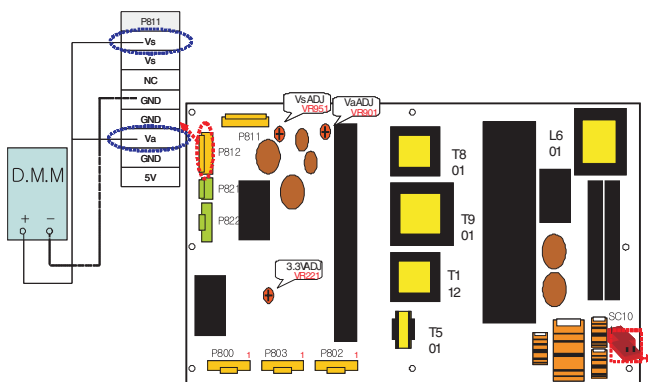 P811
Vs
Vs
NC
GND
GND
Va
GND
5V
D.M.M
+ −
VsADJ
VR951
VaADJ
VR901
P811
P812
P821
P822
3.3VADJ
VR221
T8
01
T9
01
T1
12
T5
01
L6
01
SC10
P800 1
P803 1
P802 1